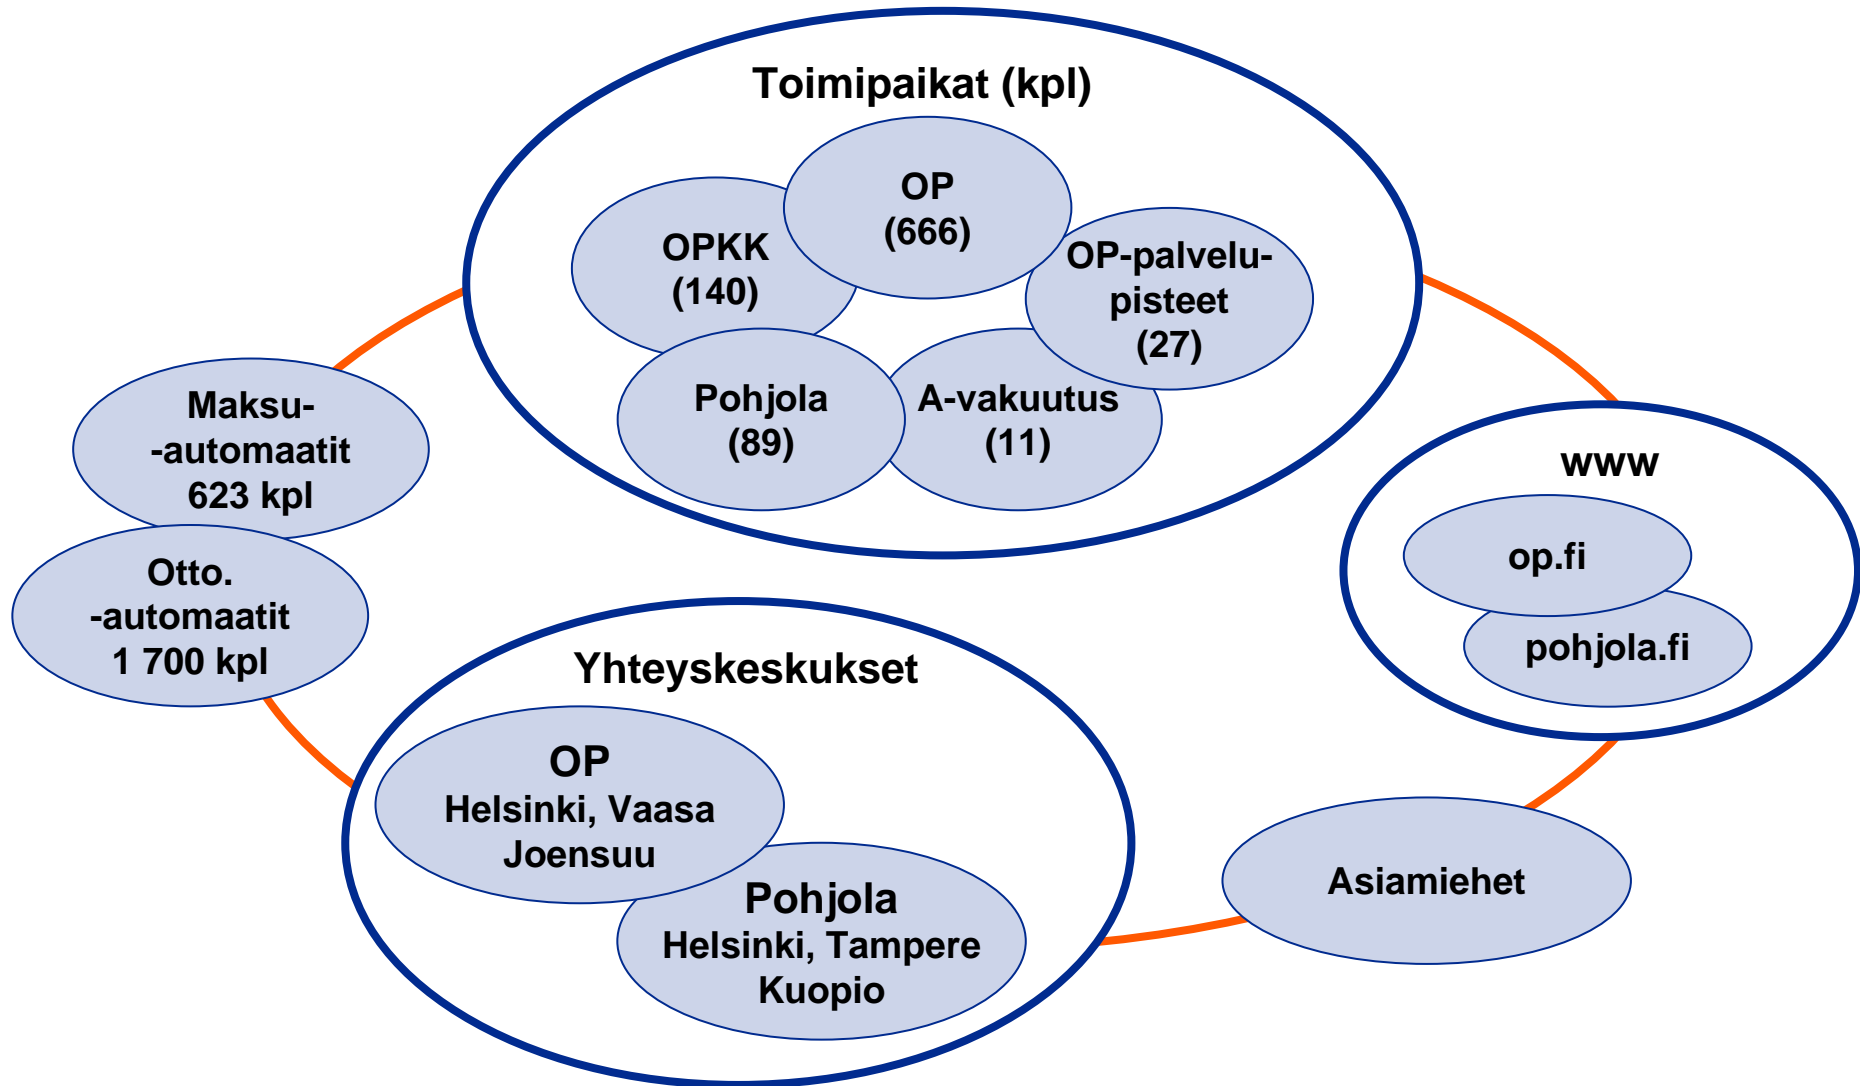 Toimipaikat (kpl)
OP
(666)
OPKK
(140)
OP-palvelu-
pisteet
(27)
Pohjola
(89)
A-vakuutus
(11)
Maksu-
-automaatit
623 kpl
Otto.
-automaatit
1 700 kpl
www
op.fi
pohjola.fi
Yhteyskeskukset
OP
Helsinki, Vaasa
Joensuu
Pohjola
Helsinki, Tampere
Kuopio
Asiamiehet